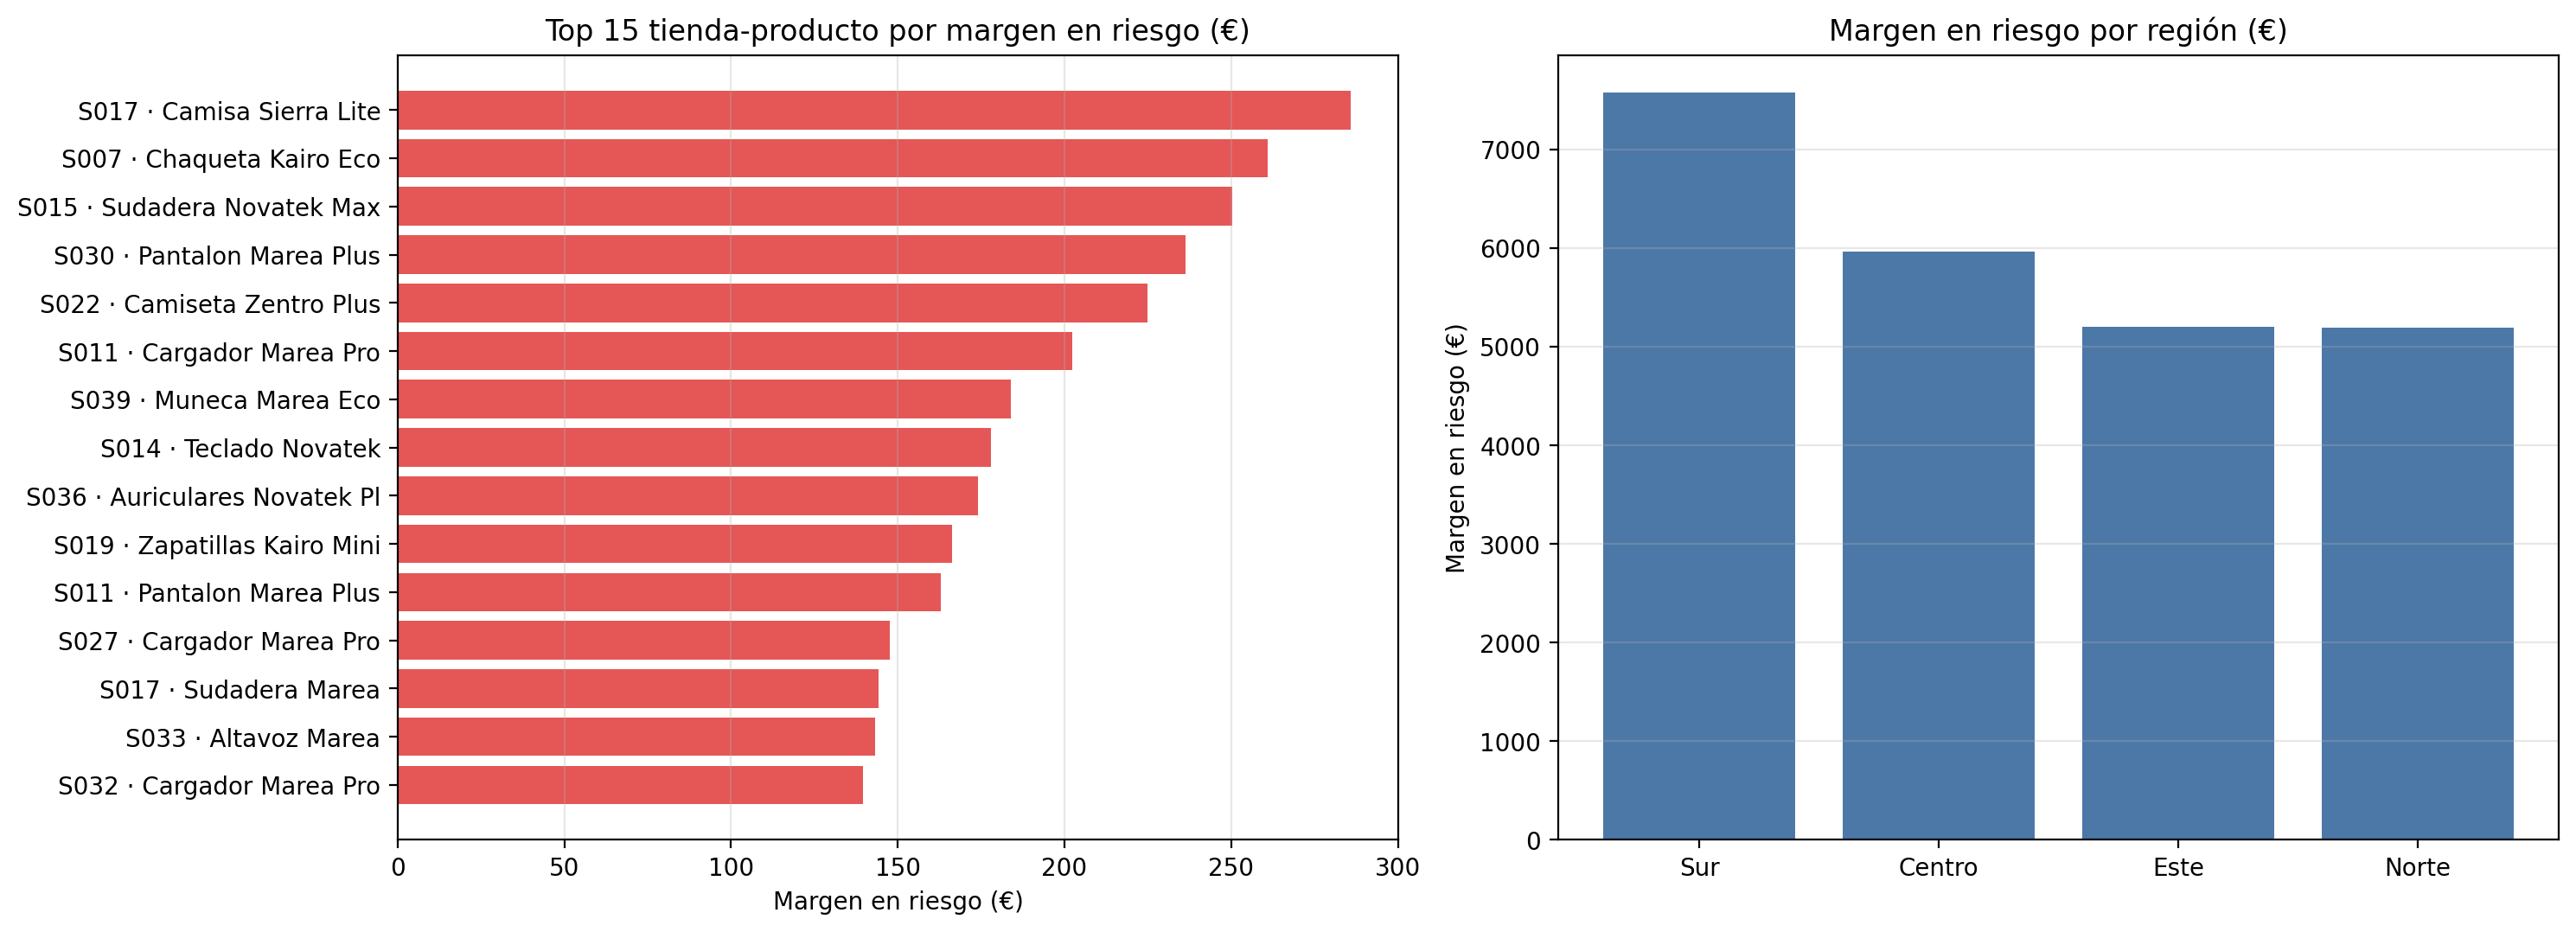 Top 15 tienda-producto por margen en riesgo (€)
S017 · Camisa Sierra Lite
S007 · Chaqueta Kairo Eco
S015 · Sudadera Novatek Max
S030 · Pantalon Marea Plus
S022 · Camiseta Zentro Plus
S011 · Cargador Marea Pro
S039 · Muneca Marea Eco
S014 · Teclado Novatek
S036 · Auriculares Novatek Pl
S019 · Zapatillas Kairo Mini
S011 · Pantalon Marea Plus
S027 · Cargador Marea Pro
S017 · Sudadera Marea
S033 · Altavoz Marea
S032 · Cargador Marea Pro
0 50 100 150 200 250 300
Margen en riesgo (€)
Margen en riesgo por región (€)
Margen en riesgo (€)
7000
6000
5000
4000
3000
2000
1000
0
Sur Centro Este Norte